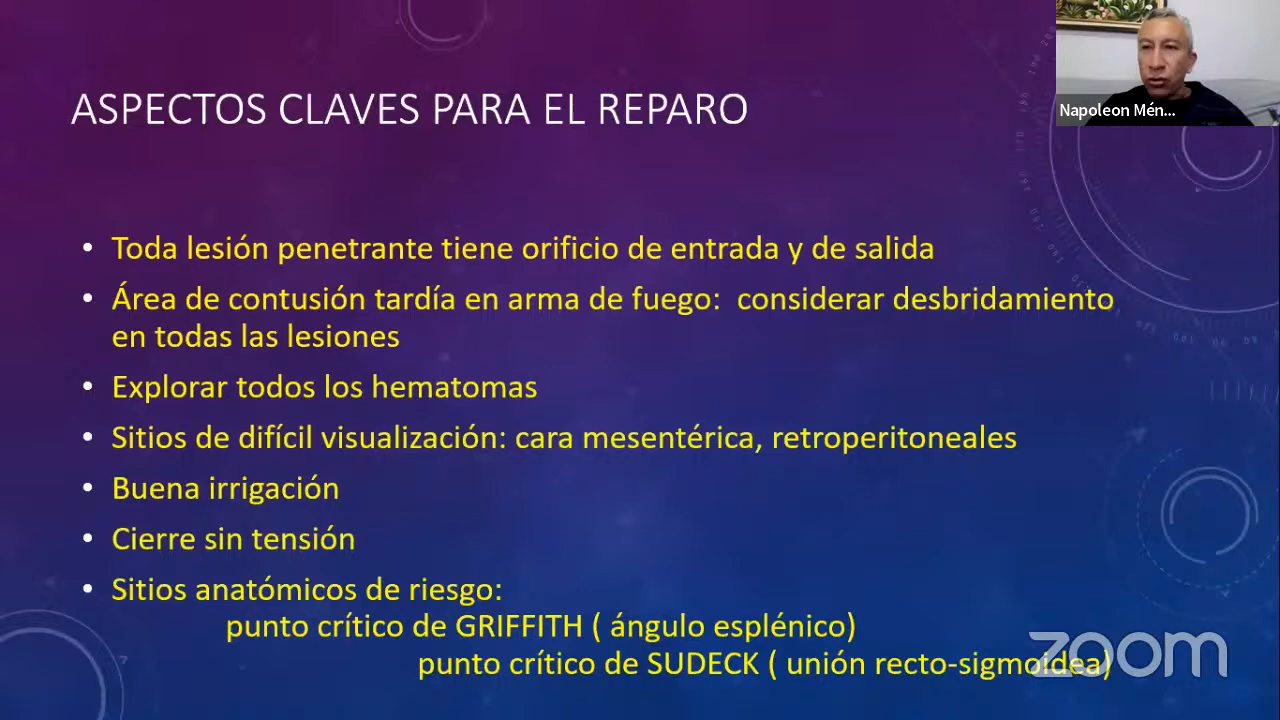 ASPECTOS CLAVES PARA EL REPARO
Napoleon Mén...
• Toda lesión penetrante tiene orificio de entrada y de salida
• Área de contusión tardía en arma de fuego: considerar desbridamiento
en todas las lesiones
• Explorar todos los hematomas
• Sitios de difícil visualización: cara mesentérica, retroperitoneales
• Buena irrigación
• Cierre sin tensión
• Sitios anatómicos de riesgo:
punto crítico de GRIFFITH ( ángulo esplénico)
punto crítico de SUDECK ( unión recto-sigmoidea)
zoom